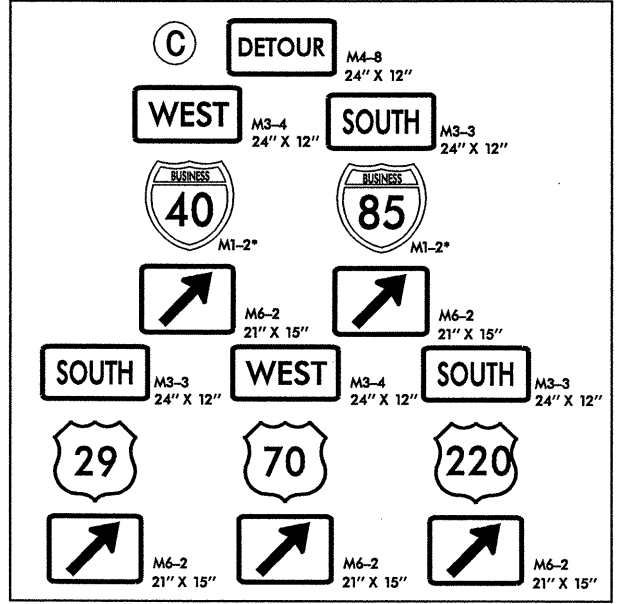 C DETOUR M4-8
24" X 12"
WEST M3-4
24" X 12"
SOUTH M3-3
24" X 12"
BUSINESS
40
M1-2*
BUSINESS
85
M1-2*
M6-2
21" X 15"
M6-2
21" X 15"
SOUTH M3-3
24" X 12"
WEST M3-4
24" X 12"
SOUTH M3-3
24" X 12"
29
70
220
M6-2
21" X 15"
M6-2
21" X 15"
M6-2
21" X 15"